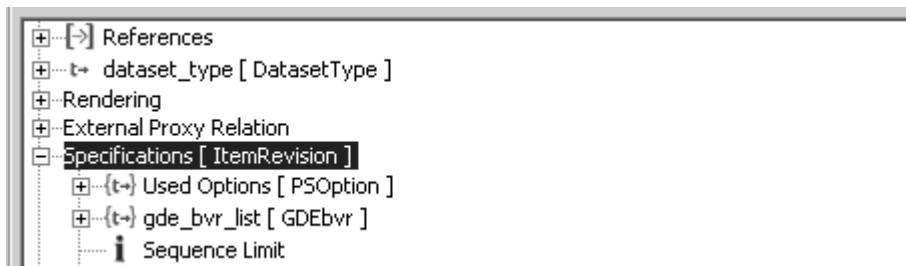 References
dataset_type [ DatasetType ]
Rendering
External Proxy Relation
Specifications [ ItemRevision ]
{t→} Used Options [ PSOption ]
{t→} gde_bvr_list [ GDEbvr ]
i Sequence Limit